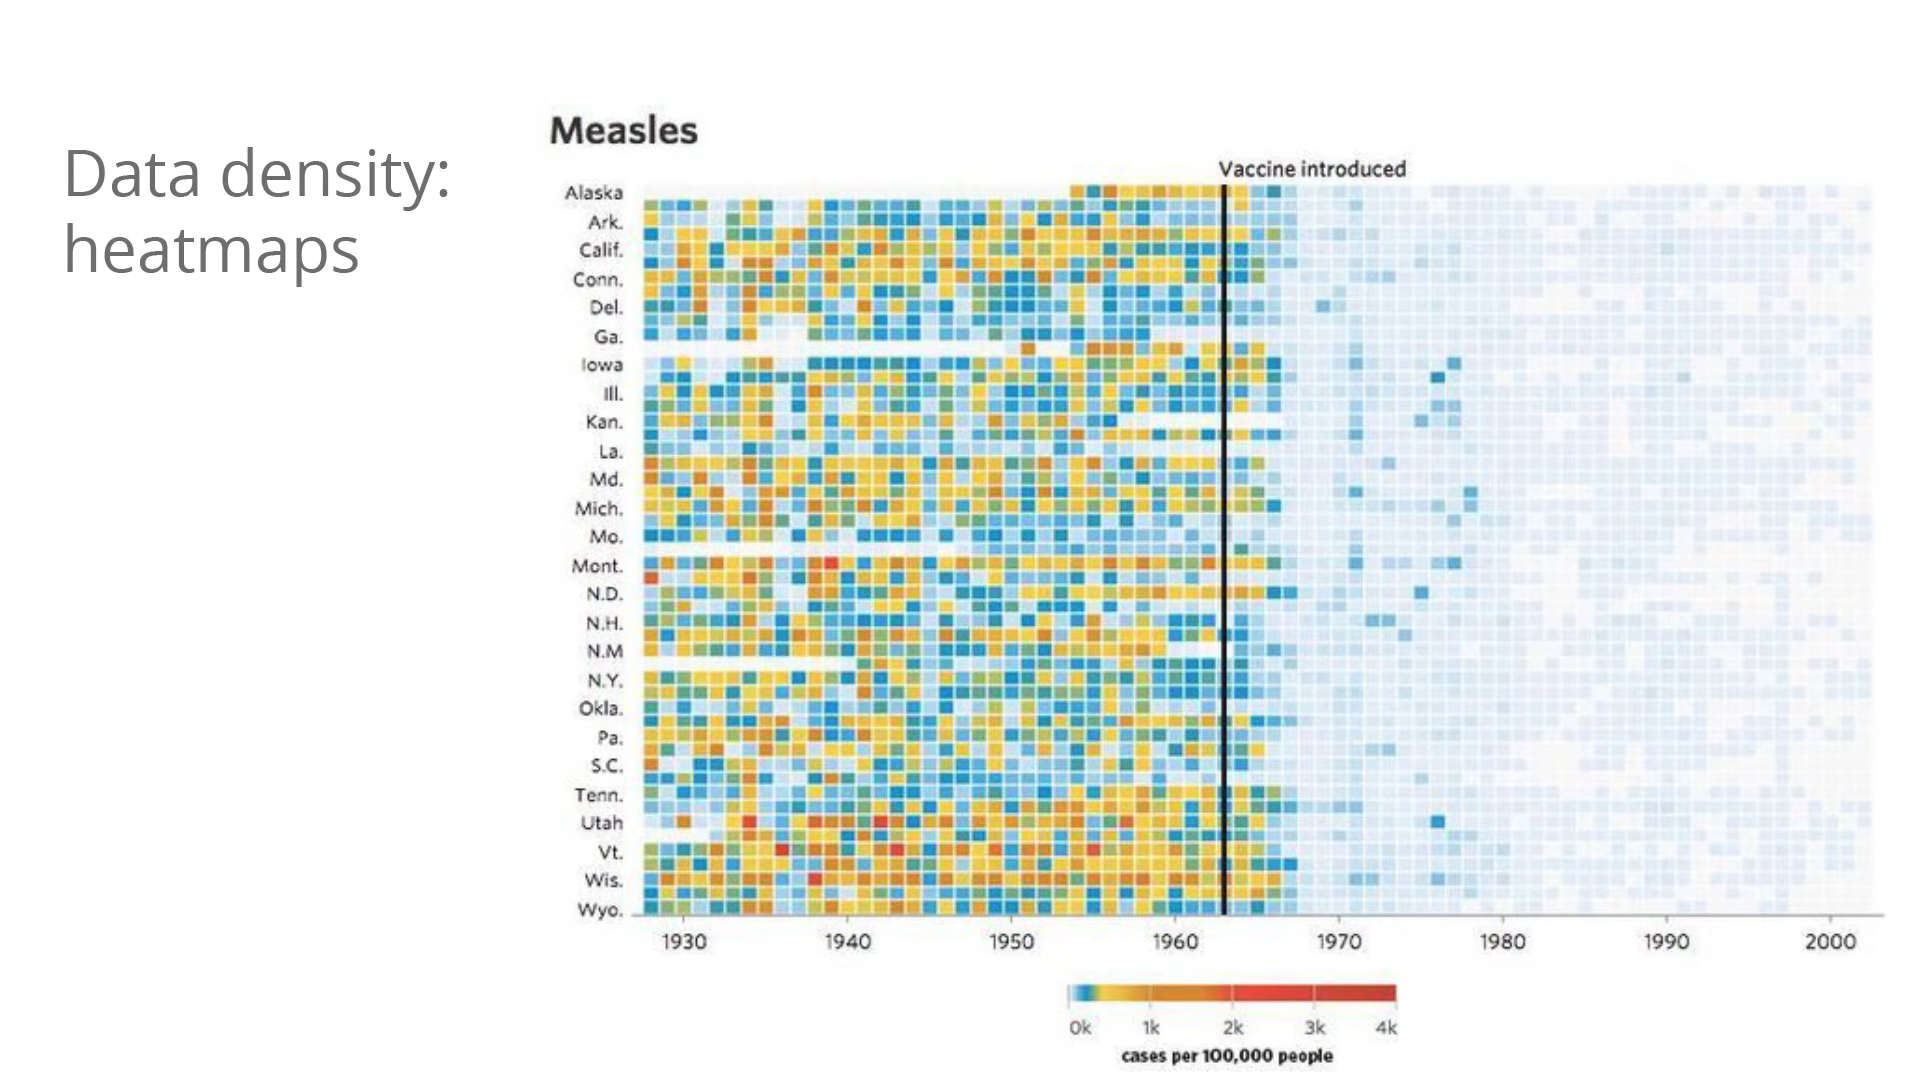 Data density:
heatmaps
Measles
Vaccine introduced
Alaska
Ark.
Calif.
Conn.
Del.
Ga.
Iowa
Ill.
Kan.
La.
Md.
Mich.
Mo.
Mont.
N.D.
N.H.
N.M
N.Y.
Okla.
Pa.
S.C.
Tenn.
Utah
Vt.
Wis.
Wyo.
1930 1940 1950 1960 1970 1980 1990 2000
0k 1k 2k 3k 4k
cases per 100,000 people